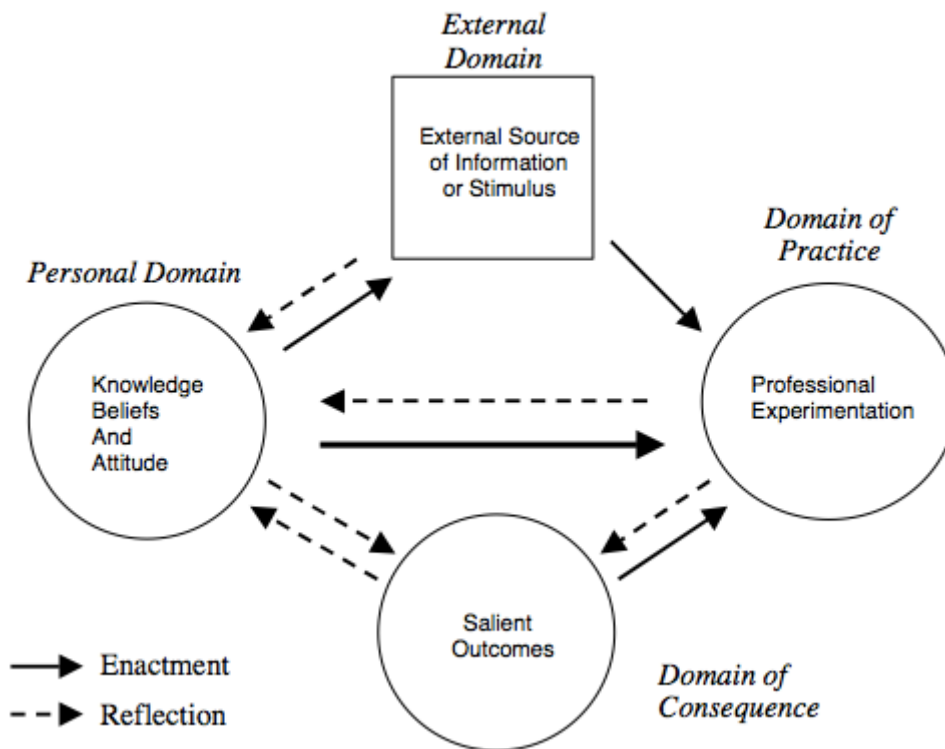 External
Domain
External Source
of Information
or Stimulus
Domain of
Practice
Personal Domain
Knowledge
Beliefs
And
Attitude
Professional
Experimentation
Salient
Outcomes
Enactment
Reflection
Domain of
Consequence